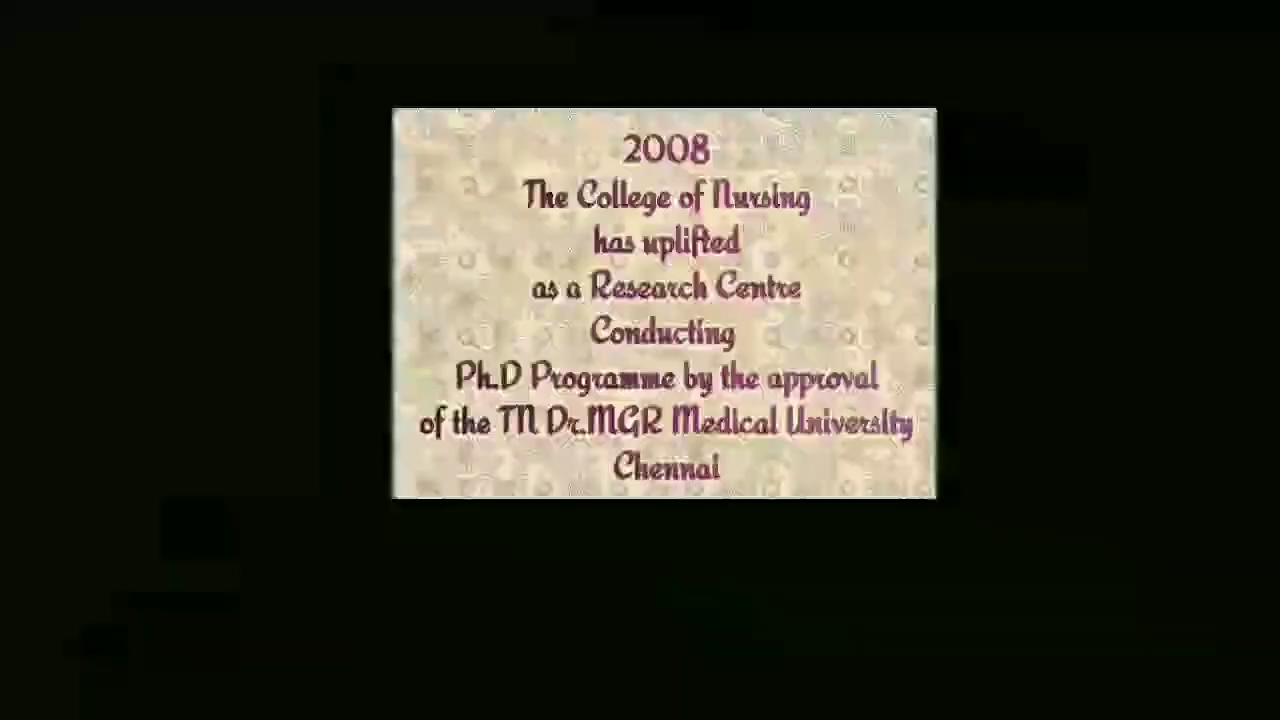 2008
The College of Nursing
has uplifted
as a Research Centre
Conducting
Ph.D Programme by the approval
of the TN Dr.MGR Medical University
Chennai